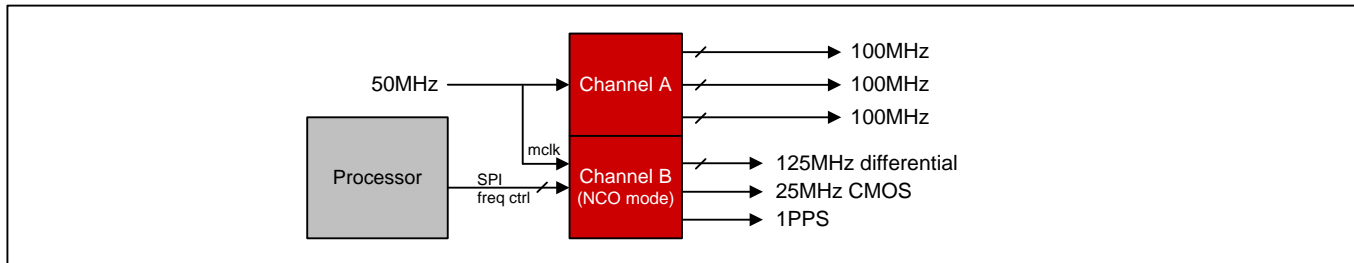 100MHz
50MHz
Channel A
100MHz
100MHz
mclk
125MHz differential
Processor
SPI
freq ctrl
Channel B
(NCO mode)
25MHz CMOS
1PPS